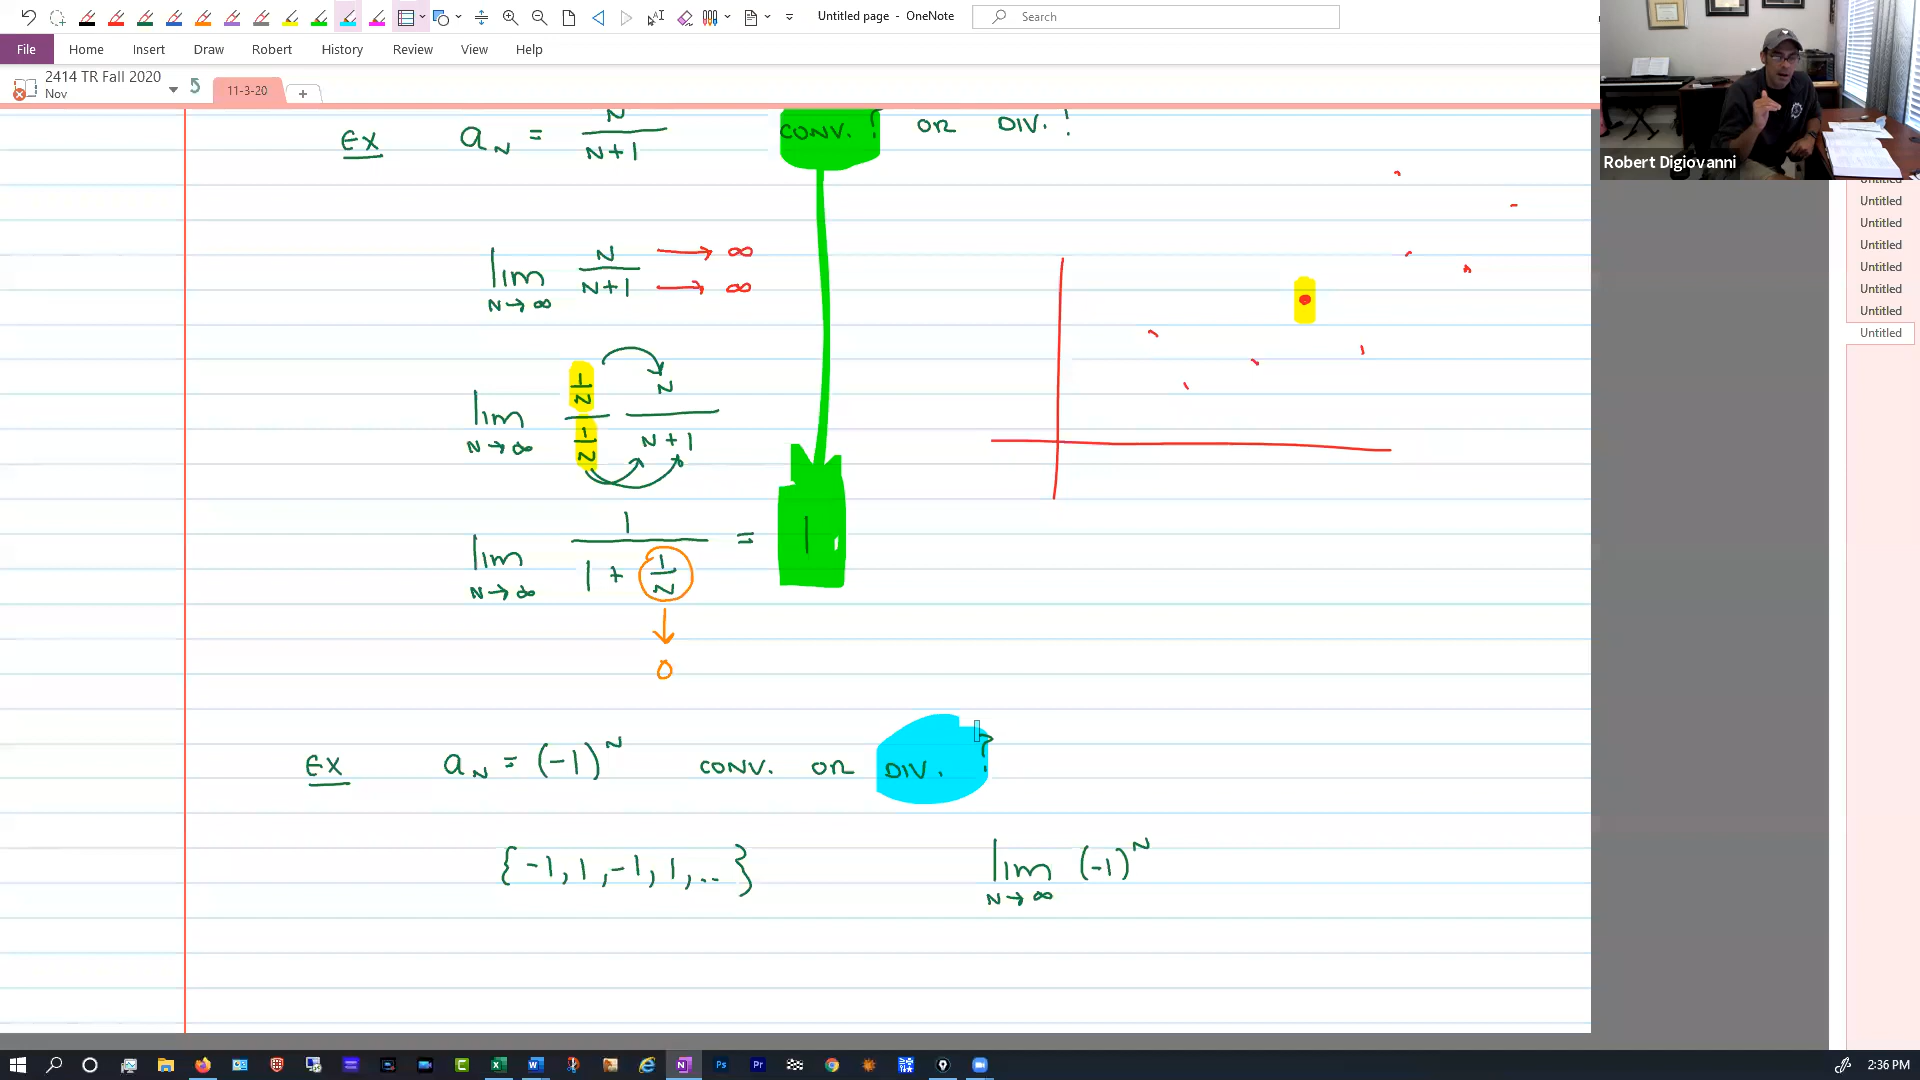 Untitled page - OneNote
Search
File Home Insert Draw Robert History Review View Help
2414 TR Fall 2020
Nov
11-3-20
+
Robert Digiovanni
Untitled
Untitled
Untitled
Untitled
Untitled
Untitled
Untitled
Untitled
EX a_N = N/(N+1) CONV.? OR DIV.?
lim N→∞ N/(N+1) → ∞ → ∞
lim N→∞ (1/N)/(1/N) N/(N+1)
lim N→∞ 1/(1 + 1/N) = 1
↓
0
EX a_N = (-1)^N CONV. OR DIV. ?
{-1, 1, -1, 1, ..} lim N→∞ (-1)^N
2:36 PM